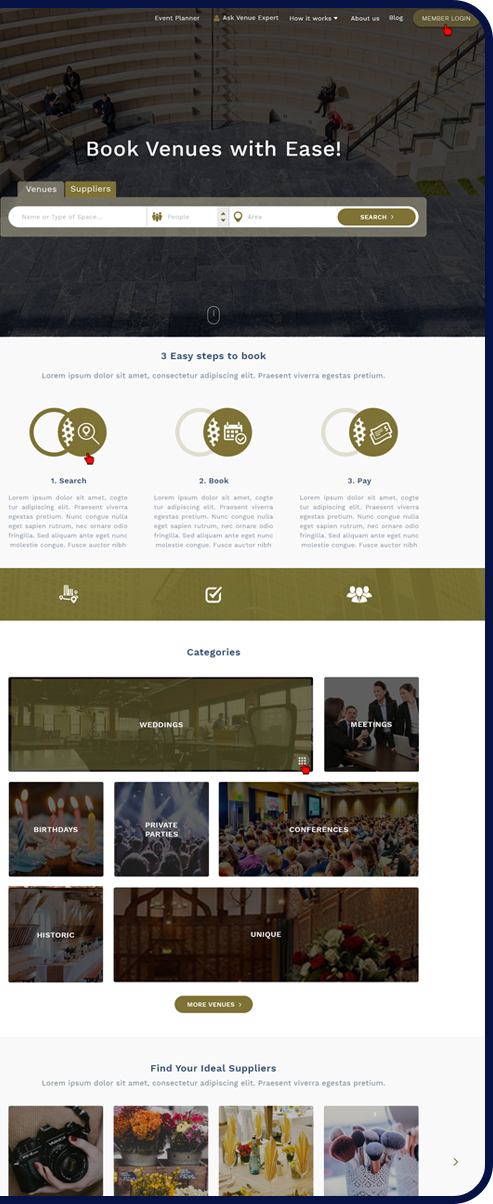 Event Planner
Ask Venue Expert
How it works
About us
Blog
MEMBER LOGIN
Book Venues with Ease!
Venues
Suppliers
Name or Type of Space...
People
Area
SEARCH >
3 Easy steps to book
Lorem ipsum dolor sit amet, consectetur adipiscing elit. Praesent viverra egestas pretium.
1. Search
Lorem ipsum dolor sit amet, cogte
tur adipiscing elit. Praesent viverra
egestas pretium. Nunc congue nulla
eget sapien rutrum, nec ornare odio
fringilla. Sed aliquam ante eget nunc
molestie congue. Fusce auctor nibh
2. Book
Lorem ipsum dolor sit amet, cogte
tur adipiscing elit. Praesent viverra
egestas pretium. Nunc congue nulla
eget sapien rutrum, nec ornare odio
fringilla. Sed aliquam ante eget nunc
molestie congue. Fusce auctor nibh
3. Pay
Lorem ipsum dolor sit amet, cogte
tur adipiscing elit. Praesent viverra
egestas pretium. Nunc congue nulla
eget sapien rutrum, nec ornare odio
fringilla. Sed aliquam ante eget nunc
molestie congue. Fusce auctor nibh
Categories
WEDDINGS
MEETINGS
BIRTHDAYS
PRIVATE
PARTIES
CONFERENCES
HISTORIC
UNIQUE
MORE VENUES >
Find Your Ideal Suppliers
Lorem ipsum dolor sit amet, consectetur adipiscing elit. Praesent viverra egestas pretium.